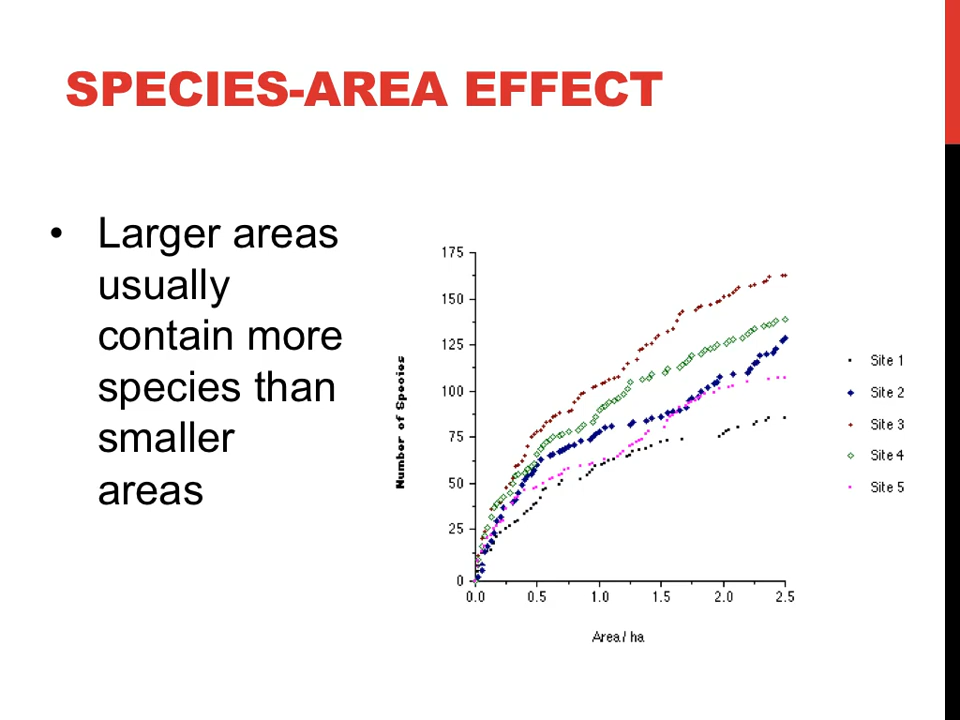 SPECIES-AREA EFFECT
• Larger areas
usually
contain more
species than
smaller
areas
175
150
125
100
75
50
25
0
0.0 0.5 1.0 1.5 2.0 2.5
Number of Species
Area/ ha
Site 1
Site 2
Site 3
Site 4
Site 5